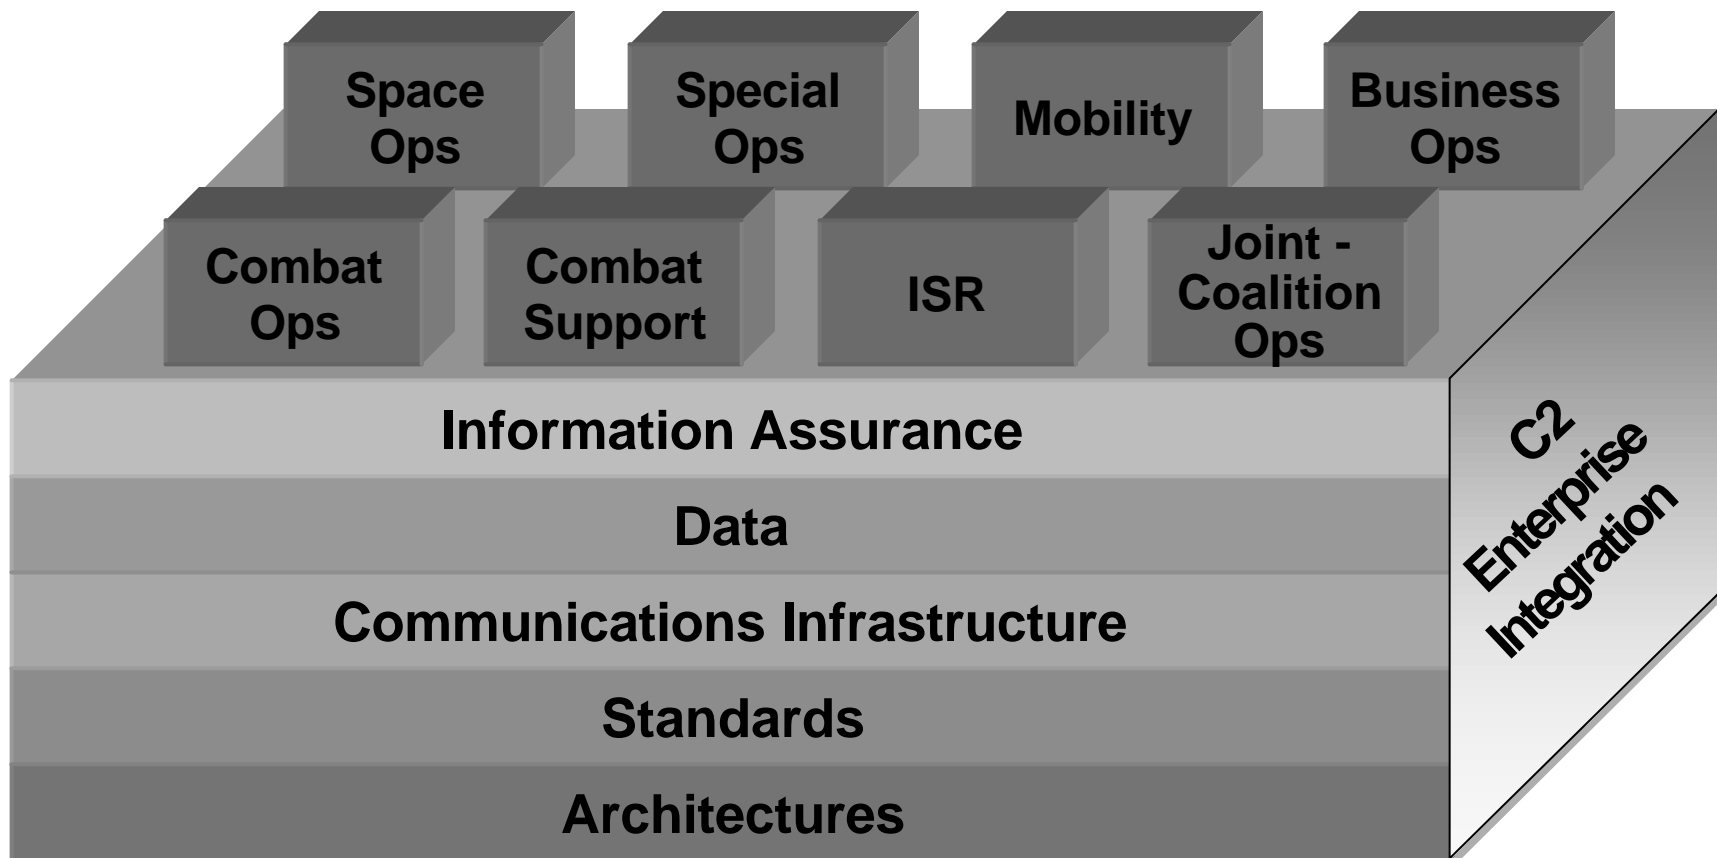 Space
Ops
Special
Ops
Mobility
Business
Ops
Combat
Ops
Combat
Support
ISR
Joint -
Coalition
Ops
Information Assurance
Data
Communications Infrastructure
Standards
Architectures
C2
Enterprise
Integration